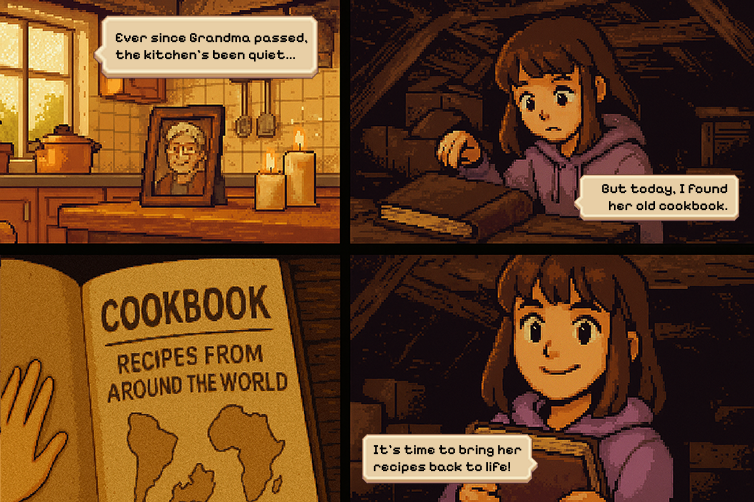 Ever since Grandma passed,
the kitchen's been quiet...
But today, I found
her old cookbook.
COOKBOOK
RECIPES FROM
AROUND THE WORLD
It's time to bring her
recipes back to life!